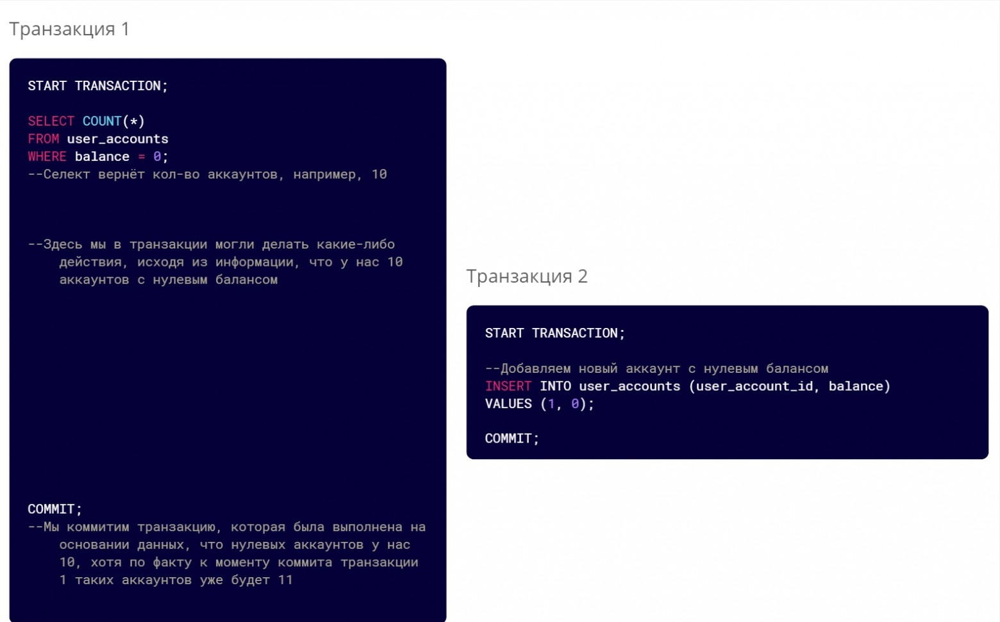 Транзакция 1
START TRANSACTION;
SELECT COUNT(*)
FROM user_accounts
WHERE balance = 0;
--Селект вернёт кол-во аккаунтов, например, 10
--Здесь мы в транзакции могли делать какие-либо
действия, исходя из информации, что у нас 10
аккаунтов с нулевым балансом
COMMIT;
--Мы коммитим транзакцию, которая была выполнена на
основании данных, что нулевых аккаунтов у нас
10, хотя по факту к моменту коммита транзакции
1 таких аккаунтов уже будет 11
Транзакция 2
START TRANSACTION;
--Добавляем новый аккаунт с нулевым балансом
INSERT INTO user_accounts (user_account_id, balance)
VALUES (1, 0);
COMMIT;